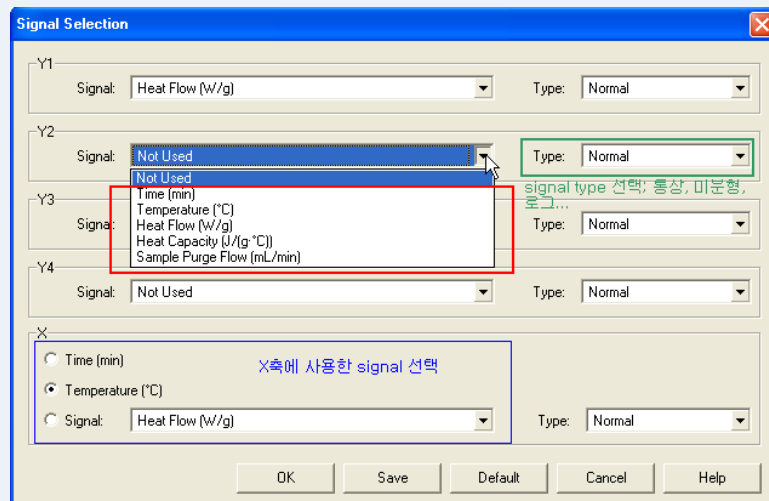 Signal Selection
Y1
Signal: Heat Flow (W/g) Type: Normal
Y2
Signal: Not Used Type: Normal
Not Used
Time (min)
Temperature (°C)
Heat Flow (W/g)
Heat Capacity (J/(g·°C))
Sample Purge Flow (mL/min)
signal type 선택; 통상, 미분형,
로그...
Y3
Signal: Type: Normal
Y4
Signal: Not Used Type: Normal
X
Time (min)
X축에 사용한 signal 선택
Temperature (°C)
Signal: Heat Flow (W/g) Type: Normal
OK Save Default Cancel Help